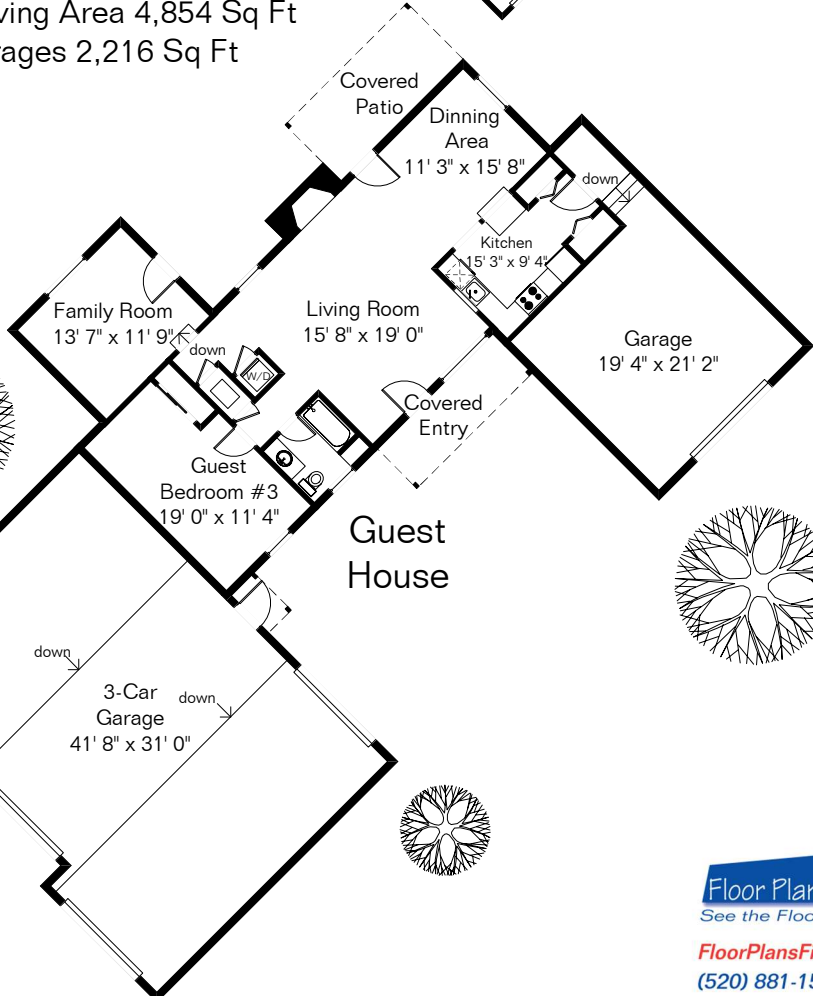 ving Area 4,854 Sq Ft
ages 2,216 Sq Ft
Covered
Patio
Dinning
Area
11' 3" x 15' 8"
down
Kitchen
15' 3" x 9' 4"
Family Room
13' 7" x 11' 9"
down
Living Room
15' 8" x 19' 0"
W/D
Garage
19' 4" x 21' 2"
Covered
Entry
Guest
Bedroom #3
19' 0" x 11' 4"
Guest
House
down
3-Car
Garage
41' 8" x 31' 0"
down
Floor Plan
See the Floo
FloorPlansFi
(520) 881-15